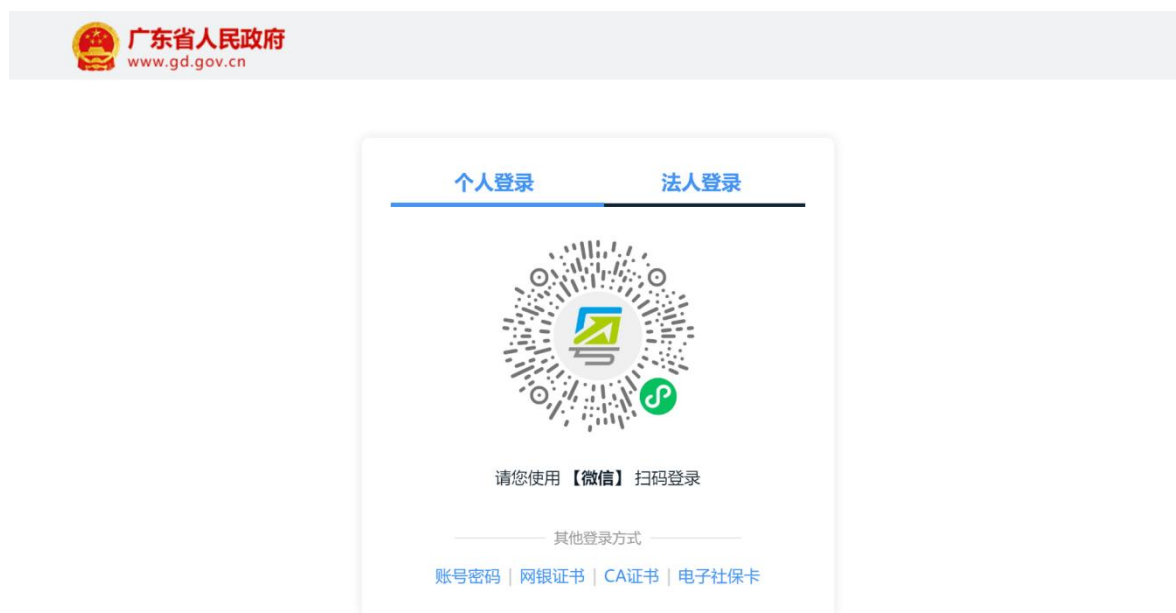 广东省人民政府
www.gd.gov.cn
个人登录 法人登录
请您使用【微信】扫码登录
其他登录方式
账号密码 | 网银证书 | CA证书 | 电子社保卡